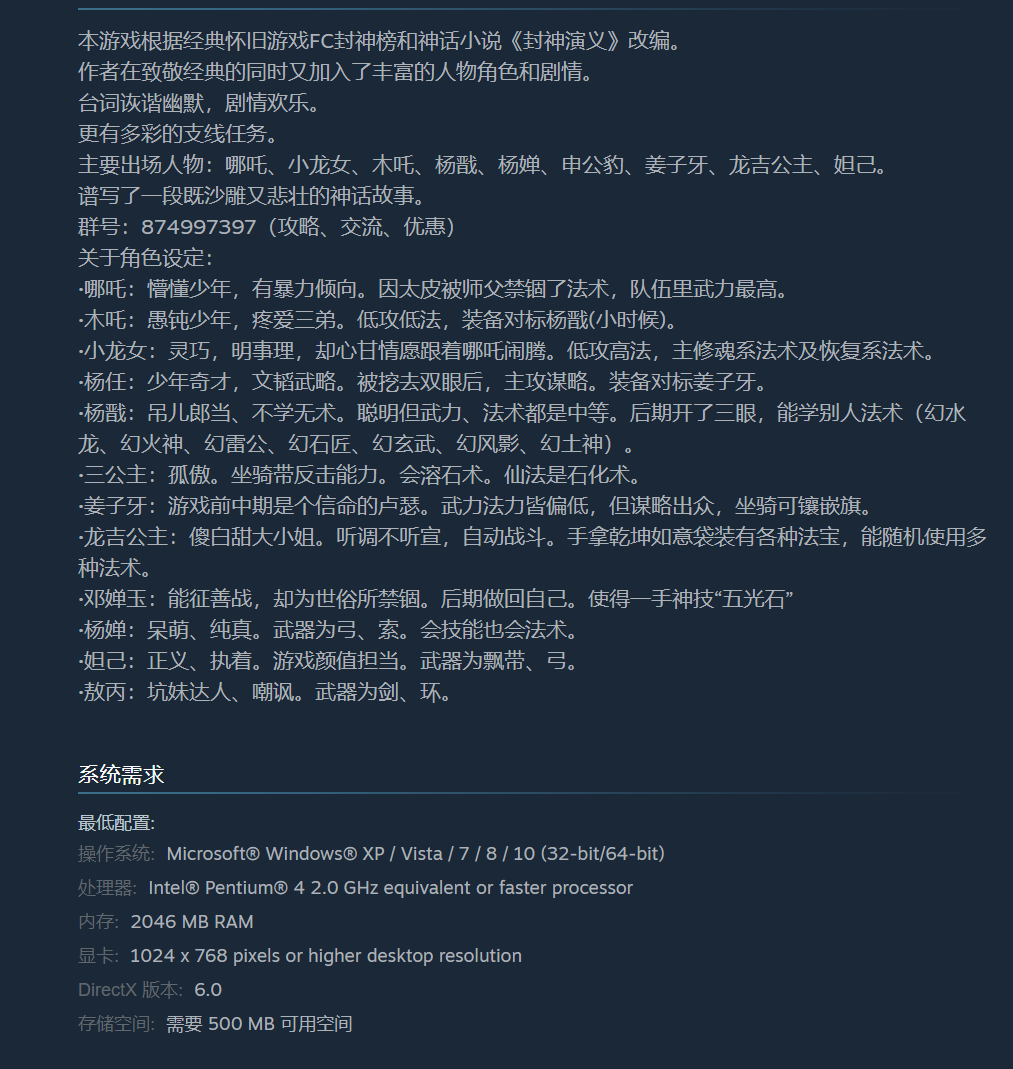 本游戏根据经典怀旧游戏FC封神榜和神话小说《封神演义》改编。
作者在致敬经典的同时又加入了丰富的人物角色和剧情。
台词诙谐幽默，剧情欢乐。
更有多彩的支线任务。
主要出场人物：哪吒、小龙女、木吒、杨戬、杨婵、申公豹、姜子牙、龙吉公主、妲己。
谱写了一段既沙雕又悲壮的神话故事。
群号：874997397（攻略、交流、优惠）
关于角色设定：
·哪吒：懵懂少年，有暴力倾向。因太皮被师父禁锢了法术，队伍里武力最高。
·木吒：愚钝少年，疼爱三弟。低攻低法，装备对标杨戬(小时候)。
·小龙女：灵巧，明事理，却心甘情愿跟着哪吒闹腾。低攻高法，主修魂系法术及恢复系法术。
·杨任：少年奇才，文韬武略。被挖去双眼后，主攻谋略。装备对标姜子牙。
·杨戬：吊儿郎当、不学无术。聪明但武力、法术都是中等。后期开了三眼，能学别人法术（幻水
龙、幻火神、幻雷公、幻石匠、幻玄武、幻风影、幻土神）。
·三公主：孤傲。坐骑带反击能力。会溶石术。仙法是石化术。
·姜子牙：游戏前中期是个信命的卢瑟。武力法力皆偏低，但谋略出众，坐骑可镶嵌旗。
·龙吉公主：傻白甜大小姐。听调不听宣，自动战斗。手拿乾坤如意袋装有各种法宝，能随机使用多
种法术。
·邓婵玉：能征善战，却为世俗所禁锢。后期做回自己。使得一手神技“五光石”
·杨婵：呆萌、纯真。武器为弓、索。会技能也会法术。
·妲己：正义、执着。游戏颜值担当。武器为飘带、弓。
·敖丙：坑妹达人、嘲讽。武器为剑、环。
系统需求
最低配置:
操作系统: Microsoft® Windows® XP / Vista / 7 / 8 / 10 (32-bit/64-bit)
处理器: Intel® Pentium® 4 2.0 GHz equivalent or faster processor
内存: 2046 MB RAM
显卡: 1024 x 768 pixels or higher desktop resolution
DirectX 版本: 6.0
存储空间: 需要 500 MB 可用空间